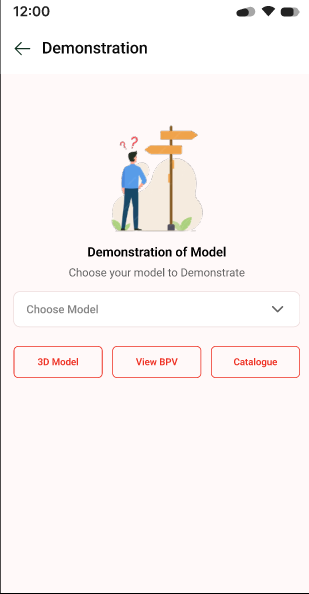 12:00
Demonstration
? ?
Demonstration of Model
Choose your model to Demonstrate
Choose Model
3D Model
View BPV
Catalogue